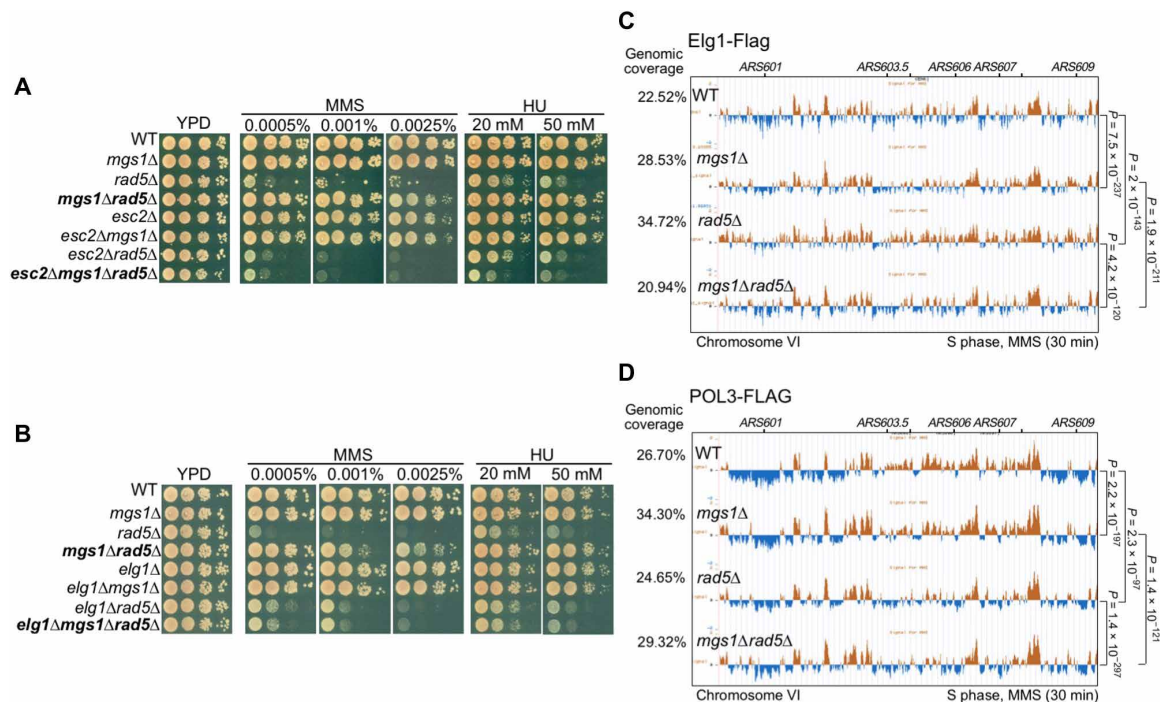 A
MMS
HU
YPD
0.0005%
0.001%
0.0025%
20 mM
50 mM
WT
mgs1Δ
rad5Δ
mgs1Δrad5Δ
esc2Δ
esc2Δmgs1Δ
esc2Δrad5Δ
esc2Δmgs1Δrad5Δ
B
MMS
HU
YPD
0.0005%
0.001%
0.0025%
20 mM
50 mM
WT
mgs1Δ
rad5Δ
mgs1Δrad5Δ
elg1Δ
elg1Δmgs1Δ
elg1Δrad5Δ
elg1Δmgs1Δrad5Δ
C
Elg1-Flag
Genomic
coverage
ARS601
ARS603.5
ARS606
ARS607
ARS609
22.52%
WT
28.53%
mgs1Δ
34.72%
rad5Δ
20.94%
mgs1Δrad5Δ
P = 7.5 × 10⁻²³⁷
P = 2 × 10⁻¹⁴³
P = 4.2 × 10⁻¹²⁰
P = 1.9 × 10⁻²¹¹
Chromosome VI
S phase, MMS (30 min)
D
POL3-FLAG
Genomic
coverage
ARS601
ARS603.5
ARS606
ARS607
ARS609
26.70%
WT
34.30%
mgs1Δ
24.65%
rad5Δ
29.32%
mgs1Δrad5Δ
P = 2.2 × 10⁻¹⁹⁷
P = 2.3 × 10⁻⁹⁷
P = 1.4 × 10⁻²⁹⁷
P = 1.4 × 10⁻¹²¹
Chromosome VI
S phase, MMS (30 min)